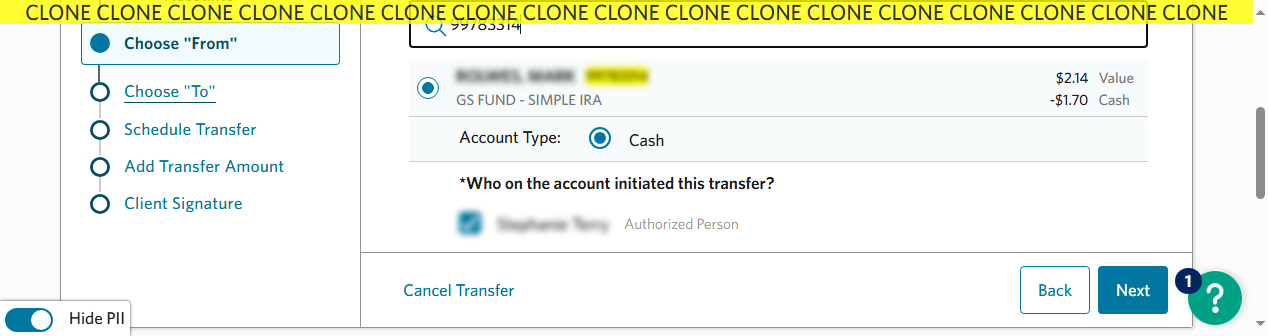 CLONE CLONE CLONE CLONE CLONE CLONE CLONE CLONE CLONE CLONE CLONE CLONE CLONE CLONE CLONE CLONE CLONE
99783314
$2.14 Value
GS FUND - SIMPLE IRA
-$1.70 Cash
Account Type: Cash
*Who on the account initiated this transfer?
Authorized Person
Choose "From"
Choose "To"
Schedule Transfer
Add Transfer Amount
Client Signature
Cancel Transfer
Back
Next
1
?
Hide PII